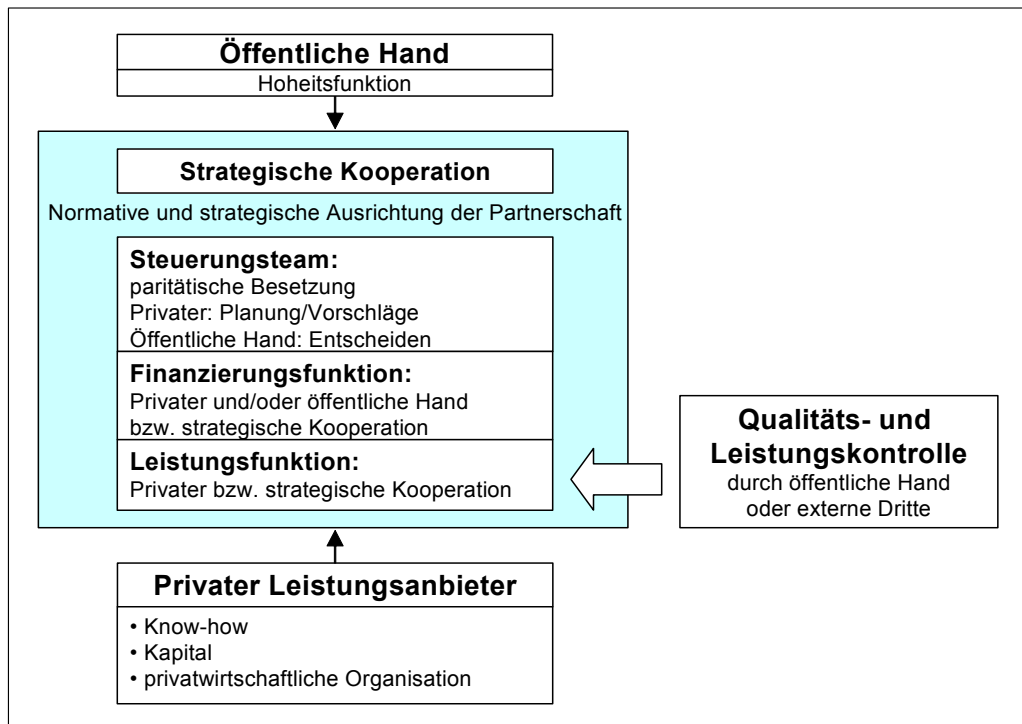 Öffentliche Hand
Hoheitsfunktion
Strategische Kooperation
Normative und strategische Ausrichtung der Partnerschaft
Steuerungsteam:
paritätische Besetzung
Privater: Planung/Vorschläge
Öffentliche Hand: Entscheiden
Finanzierungsfunktion:
Privater und/oder öffentliche Hand
bzw. strategische Kooperation
Leistungsfunktion:
Privater bzw. strategische Kooperation
Qualitäts- und
Leistungskontrolle
durch öffentliche Hand
oder externe Dritte
Privater Leistungsanbieter
• Know-how
• Kapital
• privatwirtschaftliche Organisation